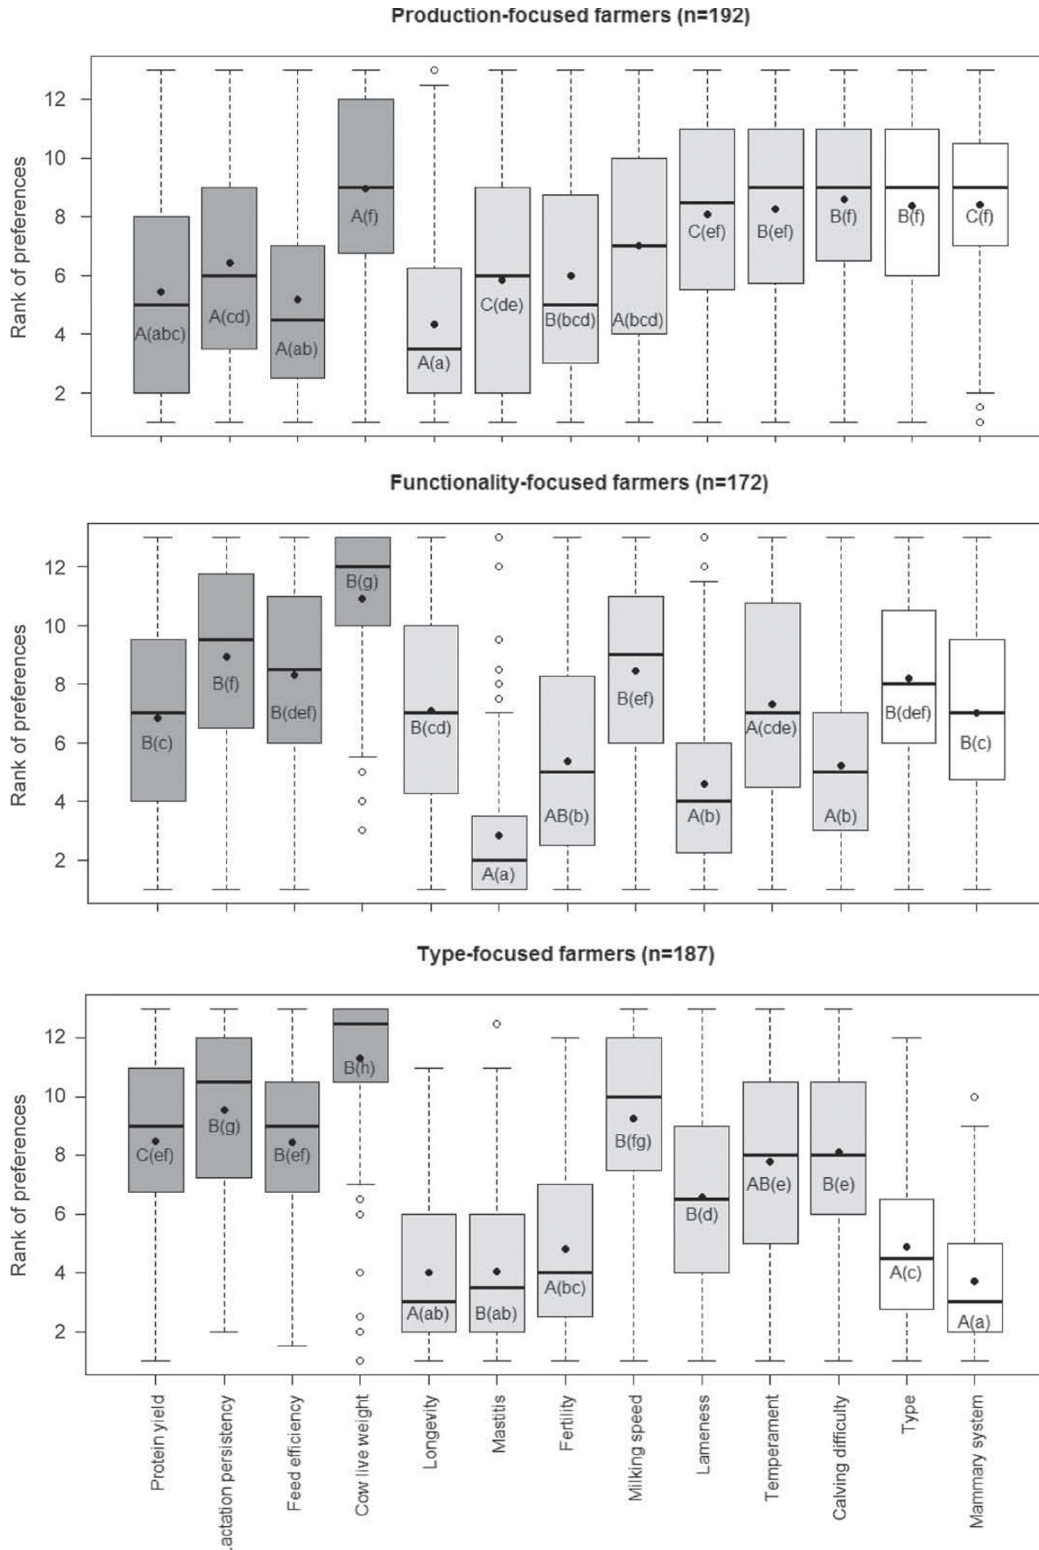 Production-focused farmers (n=192)
Rank of preferences
12
10
8
6
4
2
A(abc)
A(cd)
A(ab)
A(f)
A(a)
C(de)
B(bcd)
A(bcd)
C(ef)
B(ef)
B(f)
B(f)
C(f)
Functionality-focused farmers (n=172)
Rank of preferences
12
10
8
6
4
2
B(c)
B(f)
B(def)
B(g)
B(cd)
A(a)
AB(b)
B(ef)
A(b)
A(cde)
A(b)
B(def)
B(c)
Type-focused farmers (n=187)
Rank of preferences
12
10
8
6
4
2
C(ef)
B(g)
B(ef)
B(h)
A(ab)
B(ab)
A(bc)
B(fg)
B(d)
AB(e)
B(e)
A(c)
A(a)
Protein yield
actation persistency
Feed efficiency
Cow live weight
Longevity
Mastitis
Fertility
Milking speed
Lameness
Temperament
Calving difficulty
Type
Mammary system